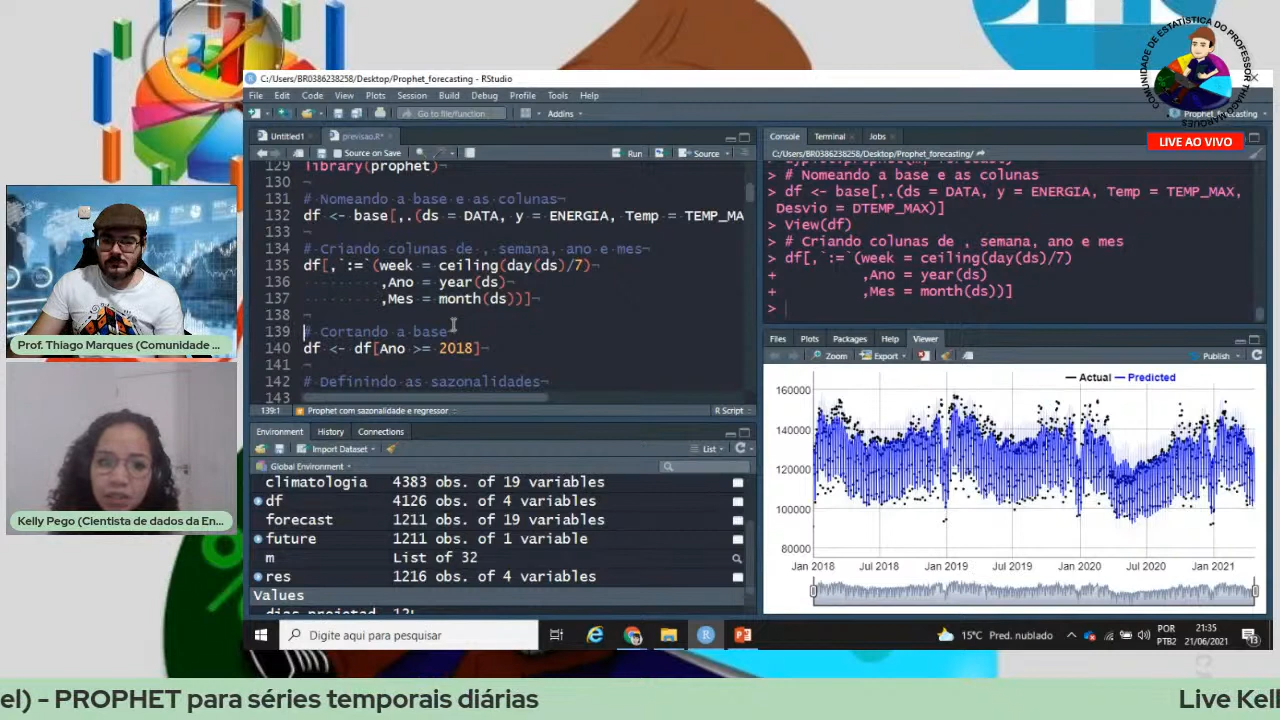 COMUNIDADE DE ESTATÍSTICA DO PROFESSOR THIAGO MARQUES
LIVE AO VIVO
C:/Users/BR0386238258/Desktop/Prophet_forecasting - RStudio
File Edit Code View Plots Session Build Debug Profile Tools Help
Go to file/function Addins
Prophet_forecasting
Untitled1 previsao.R*
Source on Save Run Source
129 library(prophet)
130
131 # Nomeando a base e as colunas
132 df <- base[,.(ds = DATA, y = ENERGIA, Temp = TEMP_MA
133
134 # Criando colunas de , semana, ano e mes
135 df[,`:=`(week = ceiling(day(ds)/7)
136 ,Ano = year(ds)
137 ,Mes = month(ds))]
138
139 # Cortando a base
140 df <- df[Ano >= 2018]
141
142 # Definindo as sazonalidades
143
139:1 Prophet com sazonalidade e regressor R Script
Environment History Connections
Import Dataset List
Global Environment
climatologia 4383 obs. of 19 variables
df 4126 obs. of 4 variables
forecast 1211 obs. of 19 variables
future 1211 obs. of 1 variable
m List of 32
res 1216 obs. of 4 variables
Values
Console Terminal Jobs
C:/Users/BR0386238258/Desktop/Prophet_forecasting/
> # Nomeando a base e as colunas
> df <- base[,.(ds = DATA, y = ENERGIA, Temp = TEMP_MAX,
Desvio = DTEMP_MAX)]
> View(df)
> # Criando colunas de , semana, ano e mes
> df[,`:=`(week = ceiling(day(ds)/7)
+ ,Ano = year(ds)
+ ,Mes = month(ds))]
>
Files Plots Packages Help Viewer
Zoom Export Publish
Actual Predicted
160000
140000
120000
100000
80000
Jan 2018 Jul 2018 Jan 2019 Jul 2019 Jan 2020 Jul 2020 Jan 2021
Prof. Thiago Marques (Comunidade ...
Kelly Pego (Cientista de dados da En...
Digite aqui para pesquisar
15°C Pred. nublado
POR
PTB2
21:35
21/06/2021
13
el) - PROPHET para séries temporais diárias
Live Kell